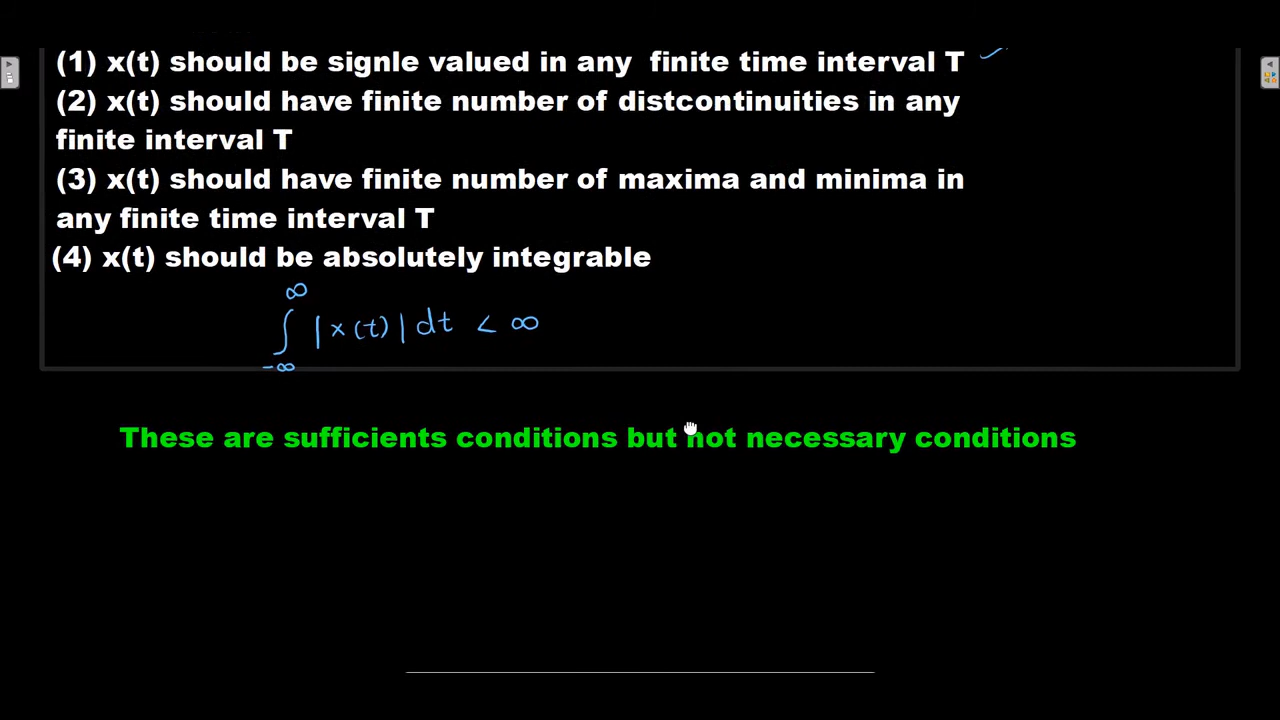 (1) x(t) should be signle valued in any finite time interval T
(2) x(t) should have finite number of distcontinuities in any
finite interval T
(3) x(t) should have finite number of maxima and minima in
any finite time interval T
(4) x(t) should be absolutely integrable
∫_{-∞}^{∞} |x(t)| dt < ∞
These are sufficients conditions but not necessary conditions